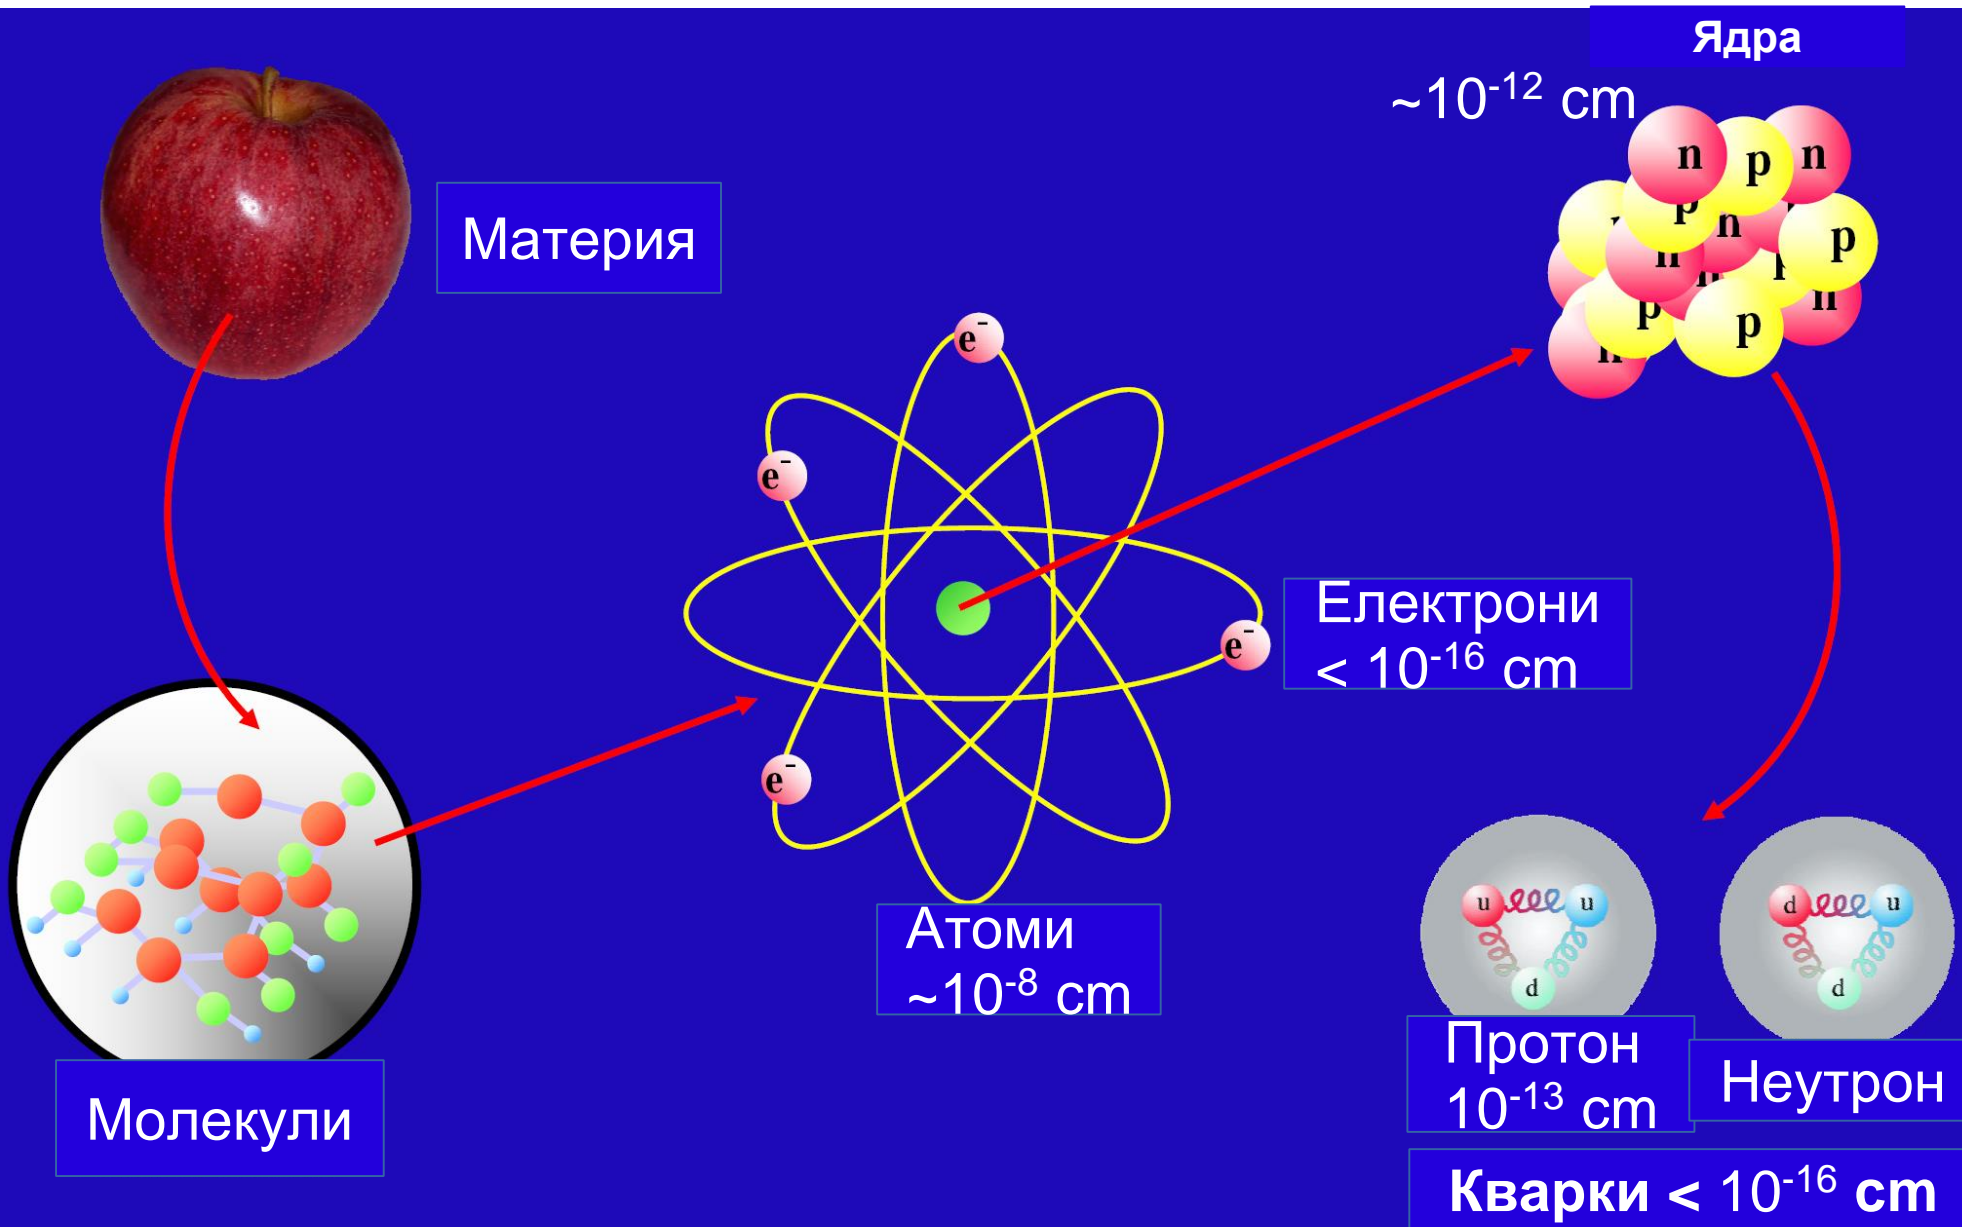 Ядра
~10⁻¹² cm
n p n
p n p
n n p n
p p
n
Материя
e⁻
e⁻
e⁻
e⁻
Електрони
< 10⁻¹⁶ cm
Атоми
~10⁻⁸ cm
Молекули
u u
d
d u
d
Протон
10⁻¹³ cm
Неутрон
Кварки < 10⁻¹⁶ cm